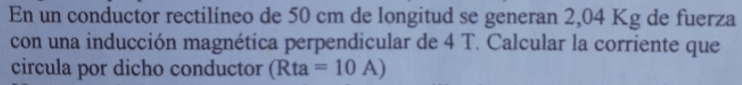 En un conductor rectilíneo de 50 cm de longitud se generan 2,04 Kg de fuerza
con una inducción magnética perpendicular de 4 T. Calcular la corriente que
circula por dicho conductor (Rta = 10 A)